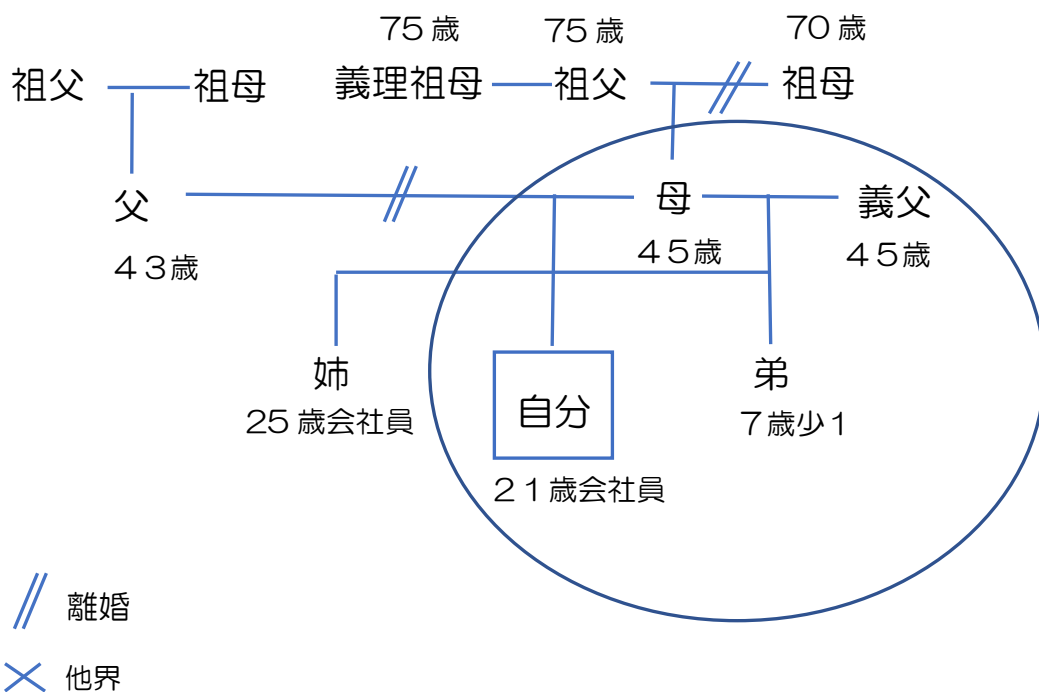 75歳 75歳 70歳
祖父 祖母 義理祖母 祖父 祖母
父 母 義父
43歳 45歳 45歳
姉 自分 弟
25歳会社員 7歳少1
21歳会社員
離婚
他界